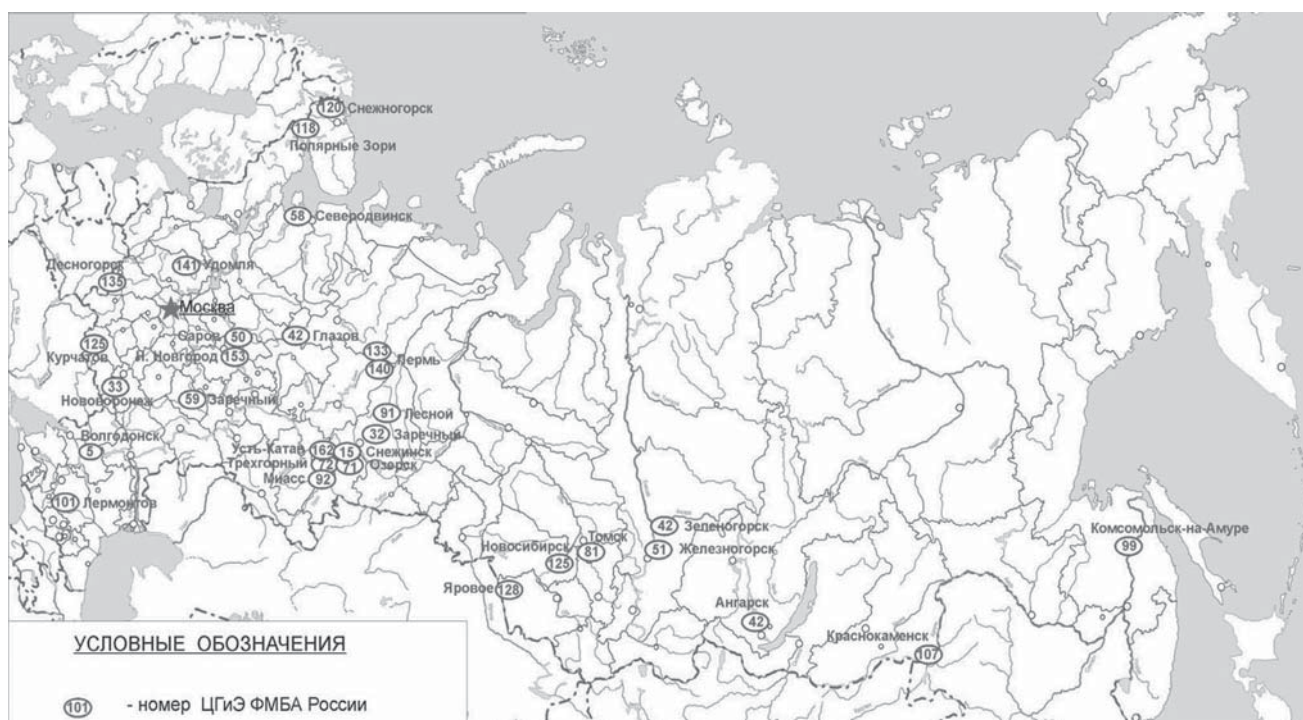 120 Снежногорск
118
Полярные Зори
58 Северодвинск
Десногорск
135
141 Удомля
Москва
125
Курчатов
Саров 50
42 Глазов
Н. Новгород 153
133
Пермь
140
33
Нововоронеж
59 Заречный
91 Лесной
32 Заречный
Волгодонск
5
Усть-Катав 162
15 Снежинск
Трехгорный 72
71 Озерск
Миасс 92
101 Лермонтов
42 Зеленогорск
Комсомольск-на-Амуре
99
Новосибирск
125
Томск
81
51 Железногорск
Яровое 128
Ангарск
42
Краснокаменск
107
УСЛОВНЫЕ ОБОЗНАЧЕНИЯ
101 - номер ЦГиЭ ФМБА России